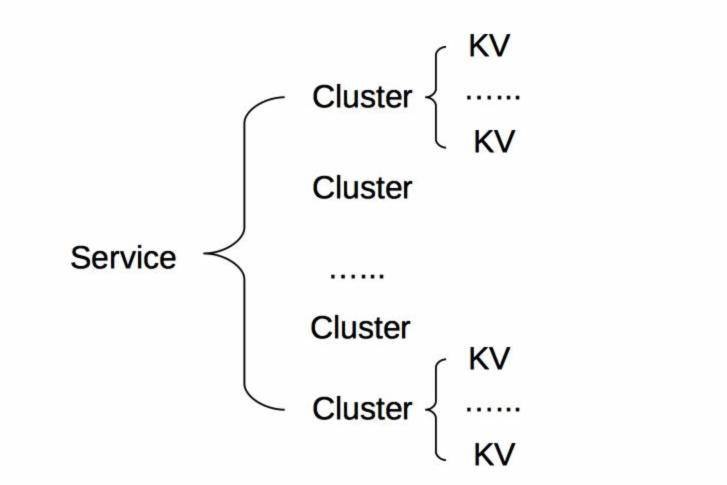 KV
Cluster ......
KV
Cluster
Service
......
Cluster
KV
Cluster ......
KV